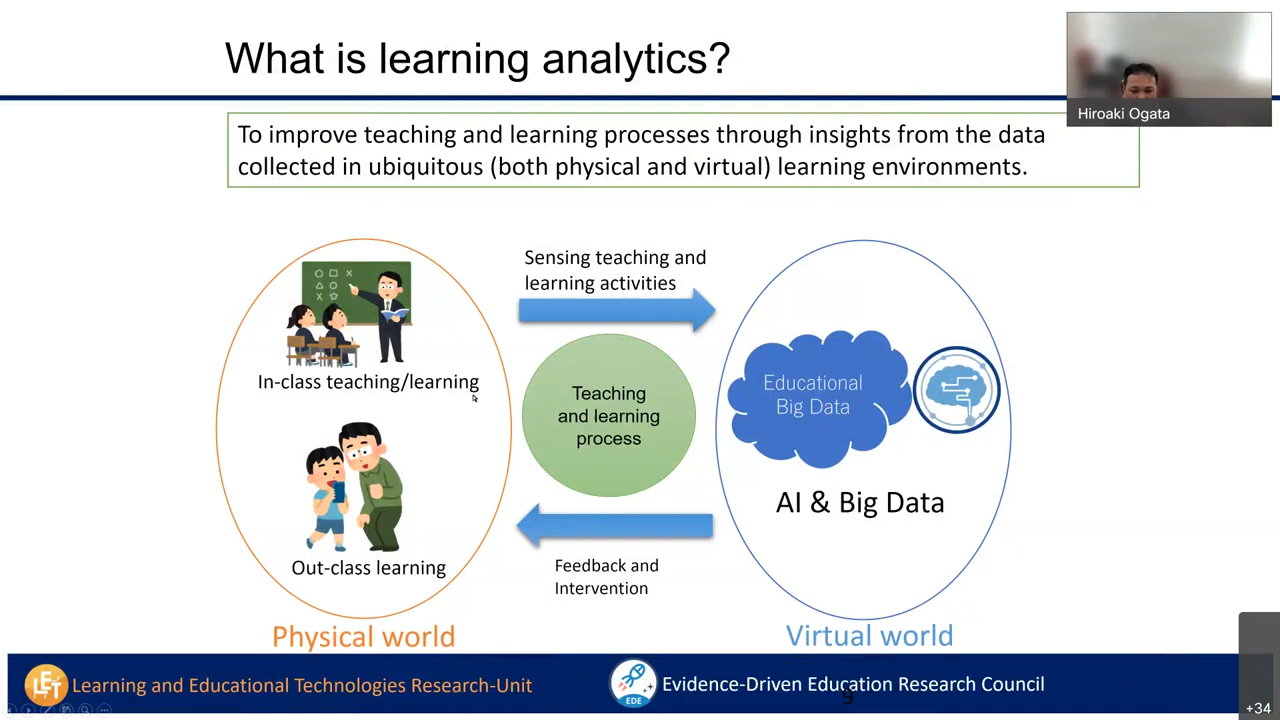 What is learning analytics?
Hiroaki Ogata
To improve teaching and learning processes through insights from the data
collected in ubiquitous (both physical and virtual) learning environments.
Sensing teaching and
learning activities
In-class teaching/learning
Teaching
and learning
process
Educational
Big Data
AI & Big Data
Out-class learning
Feedback and
Intervention
Physical world
Virtual world
LET
Learning and Educational Technologies Research-Unit
EDE
Evidence-Driven Education Research Council
9
+34